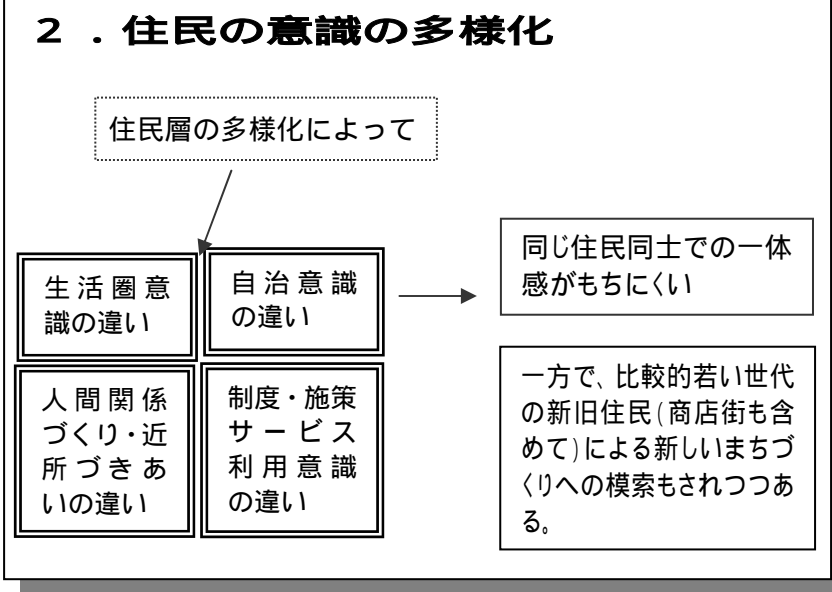 ２．住民の意識の多様化
住民層の多様化によって
生活圏意
識の違い
自治意識
の違い
人間関係
づくり・近
所づきあ
いの違い
制度・施策
サービス
利用意識
の違い
同じ住民同士での一体
感がもちにくい
一方で、比較的若い世代
の新旧住民(商店街も含
めて)による新しいまちづ
くりへの模索もされつつあ
る。